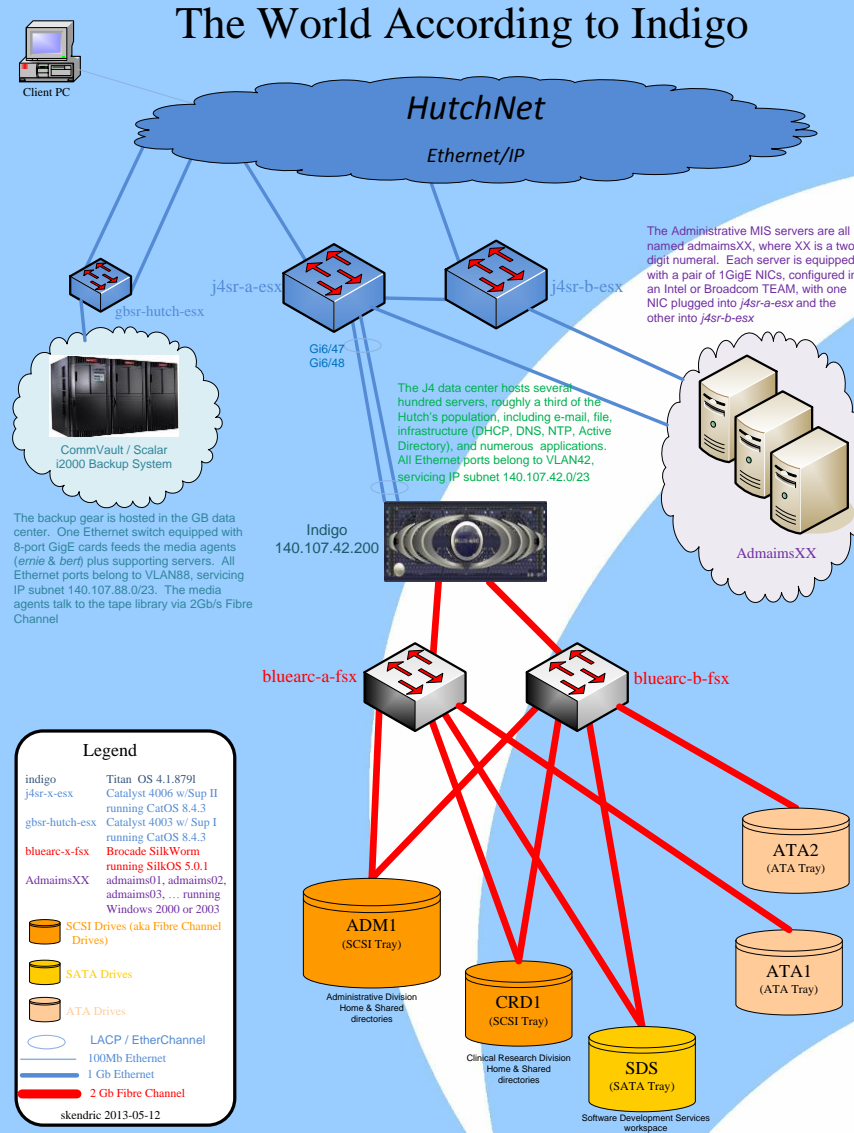 The World According to Indigo
Client PC
HutchNet
Ethernet/IP
The Administrative MIS servers are all
named admaimsXX, where XX is a two
digit numeral. Each server is equipped
with a pair of 1GigE NICs, configured in
an Intel or Broadcom TEAM, with one
NIC plugged into j4sr-a-esx and the
other into j4sr-b-esx
j4sr-a-esx
j4sr-b-esx
gbsr-hutch-esx
Gi6/47
Gi6/48
CommVault / Scalar
i2000 Backup System
The J4 data center hosts several
hundred servers, roughly a third of the
Hutch's population, including e-mail, file,
infrastructure (DHCP, DNS, NTP, Active
Directory), and numerous applications.
All Ethernet ports belong to VLAN42,
servicing IP subnet 140.107.42.0/23
AdmaimsXX
The backup gear is hosted in the GB data
center. One Ethernet switch equipped with
8-port GigE cards feeds the media agents
(ernie & bert) plus supporting servers. All
Ethernet ports belong to VLAN88, servicing
IP subnet 140.107.88.0/23. The media
agents talk to the tape library via 2Gb/s Fibre
Channel
Indigo
140.107.42.200
bluearc-a-fsx
bluearc-b-fsx
Legend
indigo Titan OS 4.1.879l
j4sr-x-esx Catalyst 4006 w/Sup II
running CatOS 8.4.3
gbsr-hutch-esx Catalyst 4003 w/ Sup I
running CatOS 8.4.3
bluearc-x-fsx Brocade SilkWorm
running SilkOS 5.0.1
AdmaimsXX admaims01, admaims02,
admaims03, … running
Windows 2000 or 2003
SCSI Drives (aka Fibre Channel
Drives)
SATA Drives
ATA Drives
LACP / EtherChannel
100Mb Ethernet
1 Gb Ethernet
2 Gb Fibre Channel
skendric 2013-05-12
ATA2
(ATA Tray)
ADM1
(SCSI Tray)
Administrative Division
Home & Shared
directories
ATA1
(ATA Tray)
CRD1
(SCSI Tray)
Clinical Research Division
Home & Shared
directories
SDS
(SATA Tray)
Software Development Services
workspace